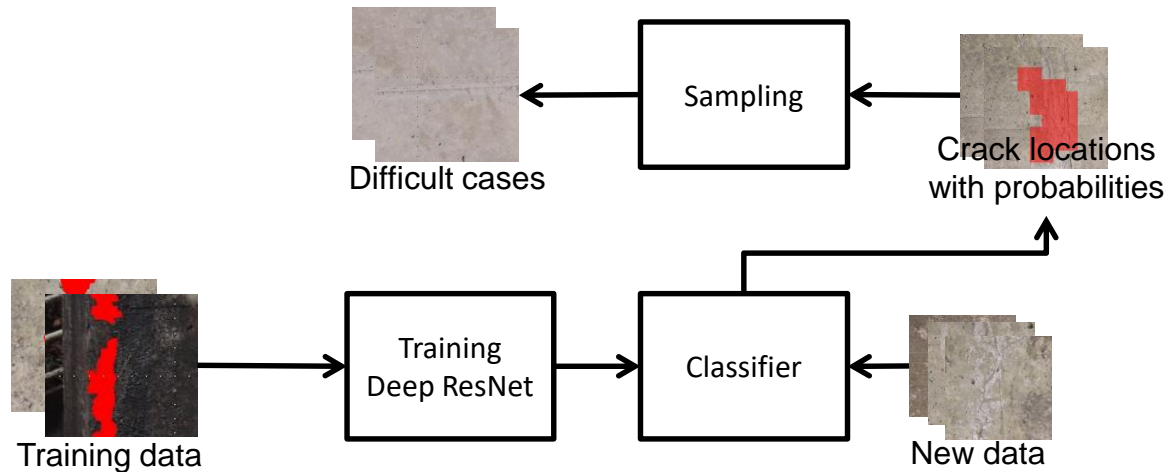 Sampling
Difficult cases
Crack locations
with probabilities
Training
Deep ResNet
Classifier
Training data
New data